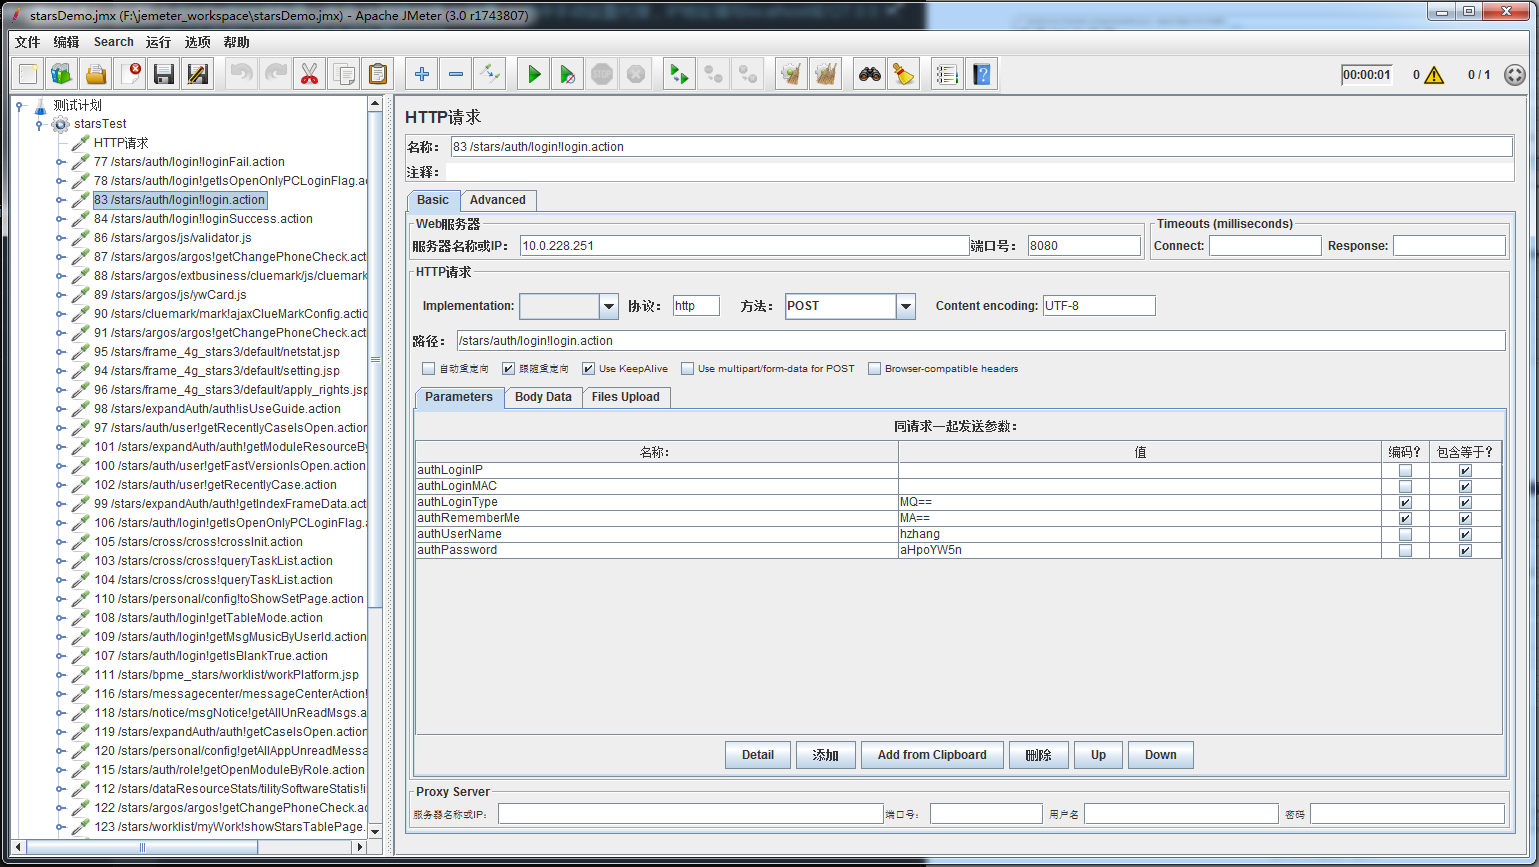 starsDemo.jmx (F:\jemeter_workspace\starsDemo.jmx) - Apache JMeter (3.0 r1743807)
文件 编辑 Search 运行 选项 帮助
00:00:01 0 0 / 1
测试计划
starsTest
HTTP请求
77 /stars/auth/login!loginFail.action
78 /stars/auth/login!getIsOpenOnlyPCLoginFlag.a
83 /stars/auth/login!login.action
84 /stars/auth/login!loginSuccess.action
86 /stars/argos/js/validator.js
87 /stars/argos/argos!getChangePhoneCheck.acti
88 /stars/argos/extbusiness/cluemark/js/cluemark
89 /stars/argos/js/ywCard.js
90 /stars/cluemark/mark!ajaxClueMarkConfig.actio
91 /stars/argos/argos!getChangePhoneCheck.acti
95 /stars/frame_4g_stars3/default/netstat.jsp
94 /stars/frame_4g_stars3/default/setting.jsp
96 /stars/frame_4g_stars3/default/apply_rights.jsp
98 /stars/expandAuth/auth!isUseGuide.action
97 /stars/auth/user!getRecentlyCaseIsOpen.action
101 /stars/expandAuth/auth!getModuleResourceBy
100 /stars/auth/user!getFastVersionIsOpen.action
102 /stars/auth/user!getRecentlyCase.action
99 /stars/expandAuth/auth!getIndexFrameData.acti
106 /stars/auth/login!getIsOpenOnlyPCLoginFlag.a
105 /stars/cross/cross!crossInit.action
103 /stars/cross/cross!queryTaskList.action
104 /stars/cross/cross!queryTaskList.action
110 /stars/personal/config!toShowSetPage.action
108 /stars/auth/login!getTableMode.action
109 /stars/auth/login!getMsgMusicByUserId.action
107 /stars/auth/login!getIsBlankTrue.action
111 /stars/bpme_stars/worklist/workPlatform.jsp
116 /stars/messagecenter/messageCenterAction!
118 /stars/notice/msgNotice!getAllUnReadMsgs.a
119 /stars/expandAuth/auth!getCaseIsOpen.action
120 /stars/personal/config!getAllAppUnreadMessa
115 /stars/auth/role!getOpenModuleByRole.action
112 /stars/dataResourceStats/tilitySoftwareStatis!i
122 /stars/argos/argos!getChangePhoneCheck.ac
123 /stars/worklist/myWork!showStarsTablePage.
HTTP请求
名称： 83 /stars/auth/login!login.action
注释：
Basic Advanced
Web服务器
服务器名称或IP： 10.0.228.251 端口号： 8080
Timeouts (milliseconds)
Connect: Response:
HTTP请求
Implementation: 协议： http 方法： POST Content encoding: UTF-8
路径： /stars/auth/login!login.action
自动重定向 跟随重定向 Use KeepAlive Use multipart/form-data for POST Browser-compatible headers
Parameters Body Data Files Upload
同请求一起发送参数：
名称： 值 编码？ 包含等于？
authLoginIP
authLoginMAC
authLoginType MQ==
authRememberMe MA==
authUserName hzhang
authPassword aHpoYW5n
Detail 添加 Add from Clipboard 删除 Up Down
Proxy Server
服务器名称或IP： 端口号： 用户名 密码